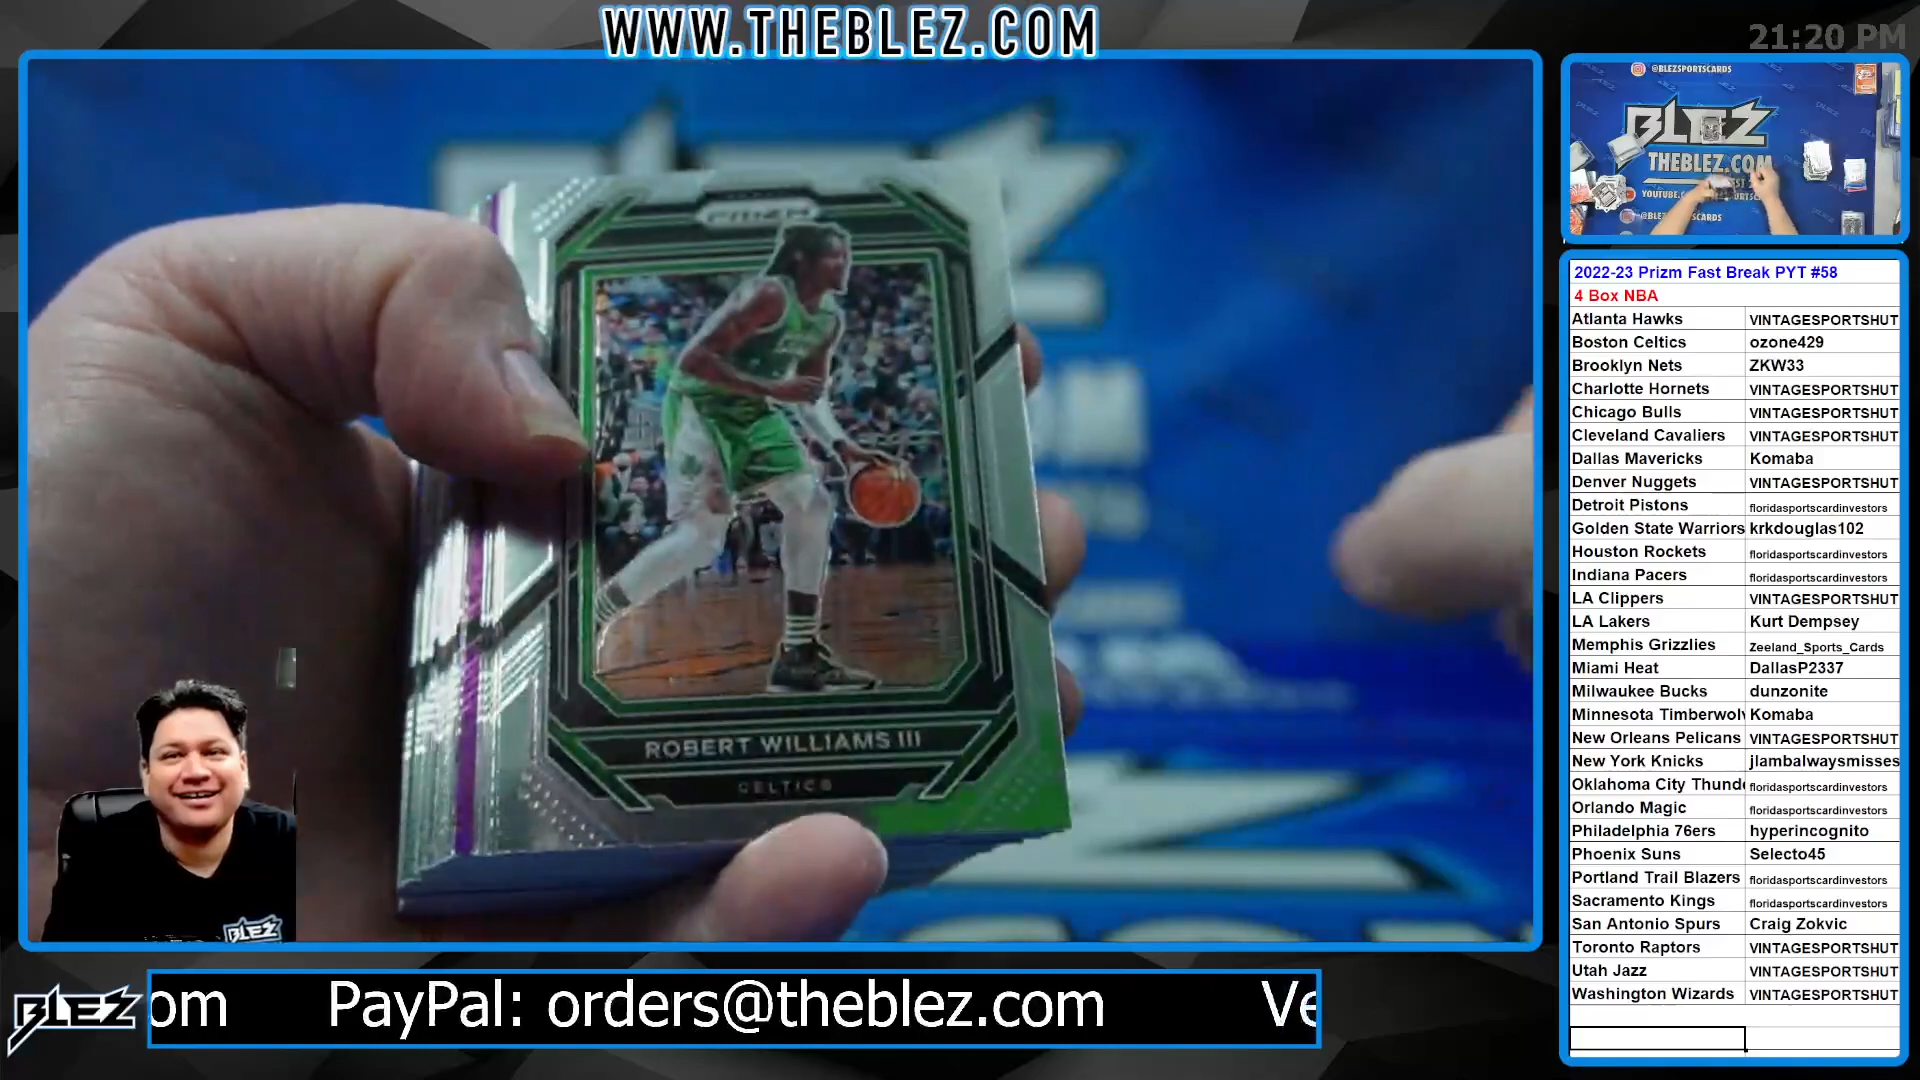 WWW.THEBLEZ.COM
21:20 PM
@BLEZSPORTSCARDS
BLEZ
THEBLEZ.COM
PRIZM
ROBERT WILLIAMS III
CELTICS
BLEZ
2022-23 Prizm Fast Break PYT #58
4 Box NBA
Atlanta Hawks VINTAGESPORTSHUT
Boston Celtics ozone429
Brooklyn Nets ZKW33
Charlotte Hornets VINTAGESPORTSHUT
Chicago Bulls VINTAGESPORTSHUT
Cleveland Cavaliers VINTAGESPORTSHUT
Dallas Mavericks Komaba
Denver Nuggets VINTAGESPORTSHUT
Detroit Pistons floridasportscardinvestors
Golden State Warriors krkdouglas102
Houston Rockets floridasportscardinvestors
Indiana Pacers floridasportscardinvestors
LA Clippers VINTAGESPORTSHUT
LA Lakers Kurt Dempsey
Memphis Grizzlies Zeeland_Sports_Cards
Miami Heat DallasP2337
Milwaukee Bucks dunzonite
Minnesota Timberwolv Komaba
New Orleans Pelicans VINTAGESPORTSHUT
New York Knicks jlambalwaysmisses
Oklahoma City Thunde floridasportscardinvestors
Orlando Magic floridasportscardinvestors
Philadelphia 76ers hyperincognito
Phoenix Suns Selecto45
Portland Trail Blazers floridasportscardinvestors
Sacramento Kings floridasportscardinvestors
San Antonio Spurs Craig Zokvic
Toronto Raptors VINTAGESPORTSHUT
Utah Jazz VINTAGESPORTSHUT
Washington Wizards VINTAGESPORTSHUT
BLEZ
om PayPal: orders@theblez.com Ve